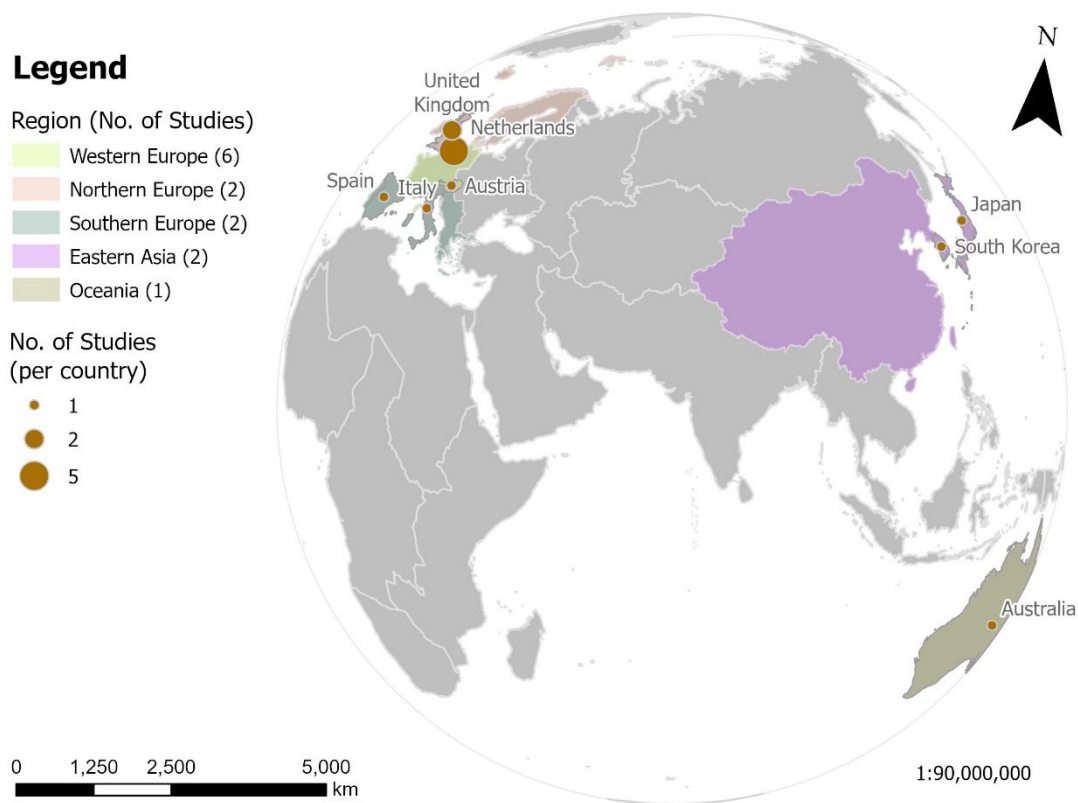 Legend
Region (No. of Studies)
Western Europe (6)
Northern Europe (2)
Southern Europe (2)
Eastern Asia (2)
Oceania (1)
No. of Studies
(per country)
1
2
5
N
United
Kingdom
Netherlands
Spain
Italy
Austria
Japan
South Korea
Australia
0 1,250 2,500 5,000
km
1:90,000,000